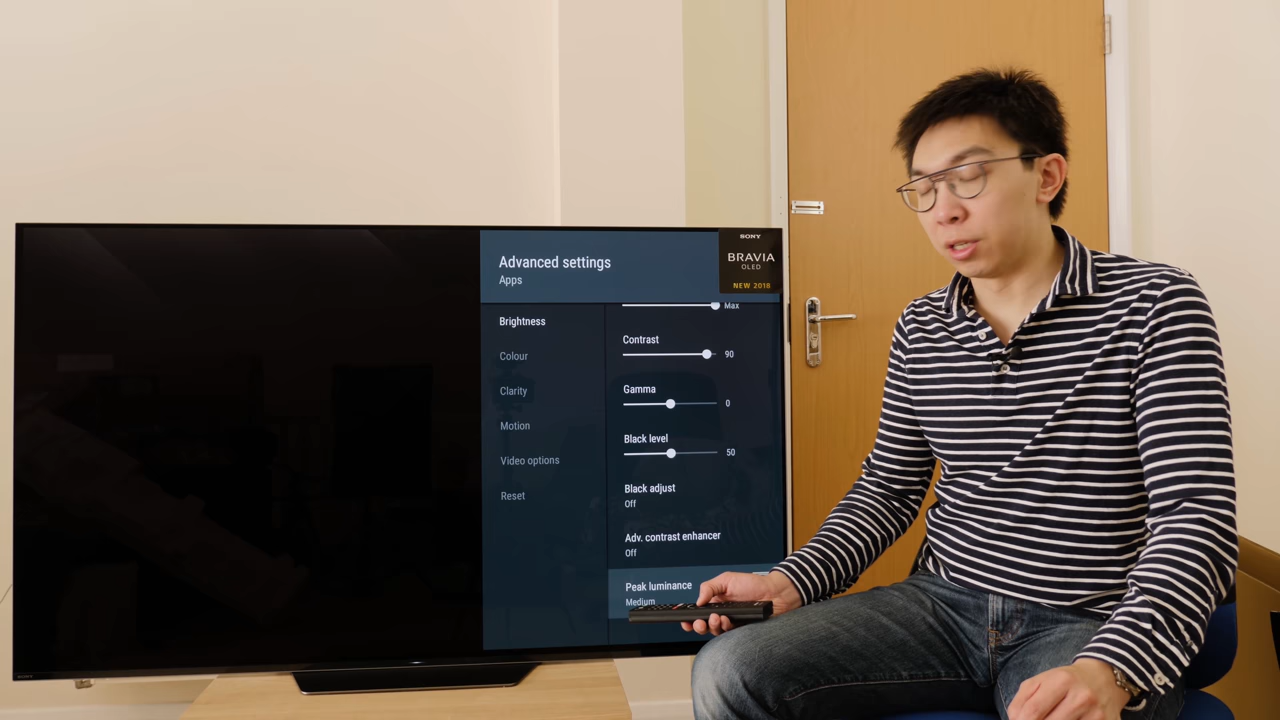 SONY
BRAVIA
OLED
NEW 2018
Advanced settings
Apps
Brightness
Colour
Clarity
Motion
Video options
Reset
Max
Contrast
90
Gamma
0
Black level
50
Black adjust
Off
Adv. contrast enhancer
Off
Peak luminance
Medium
SONY